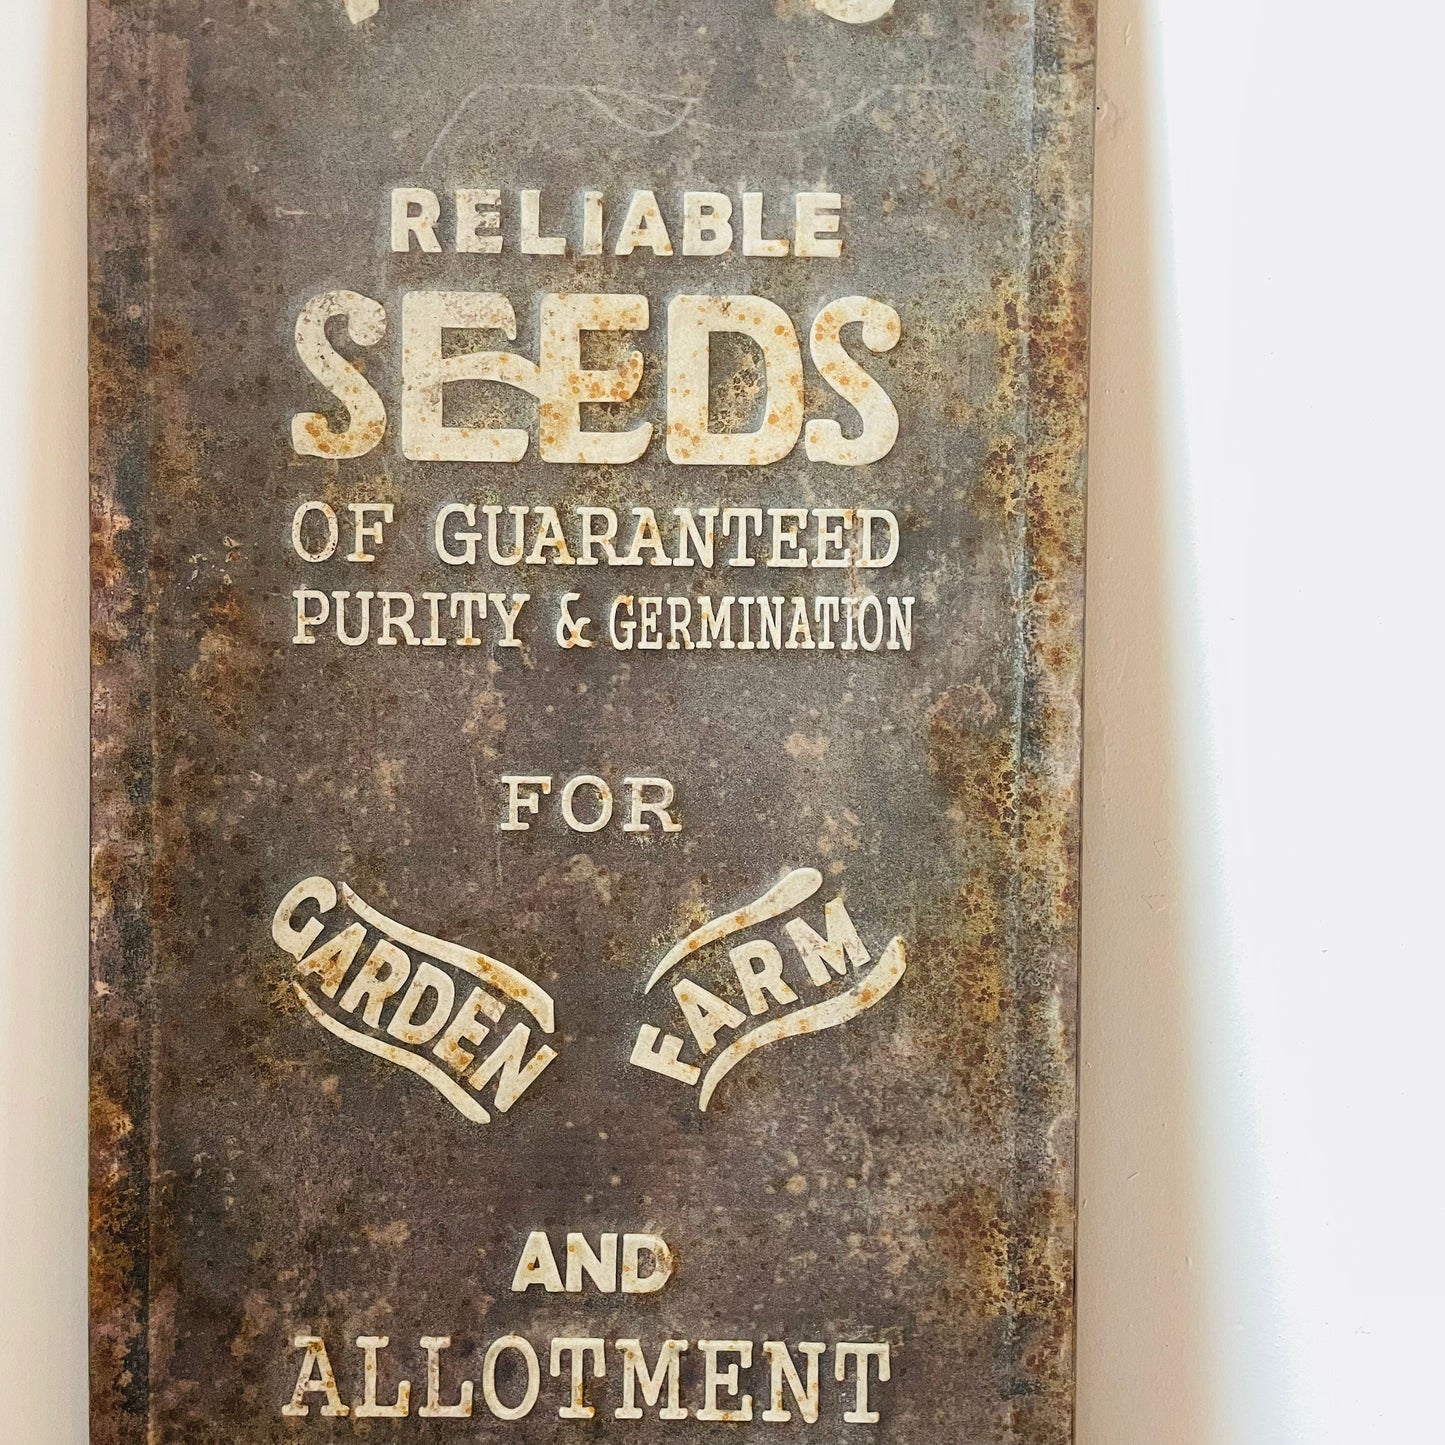 RELIABLE
SEEDS
OF GUARANTEED
PURITY & GERMINATION
FOR
GARDEN FARM
AND
ALLOTMENT